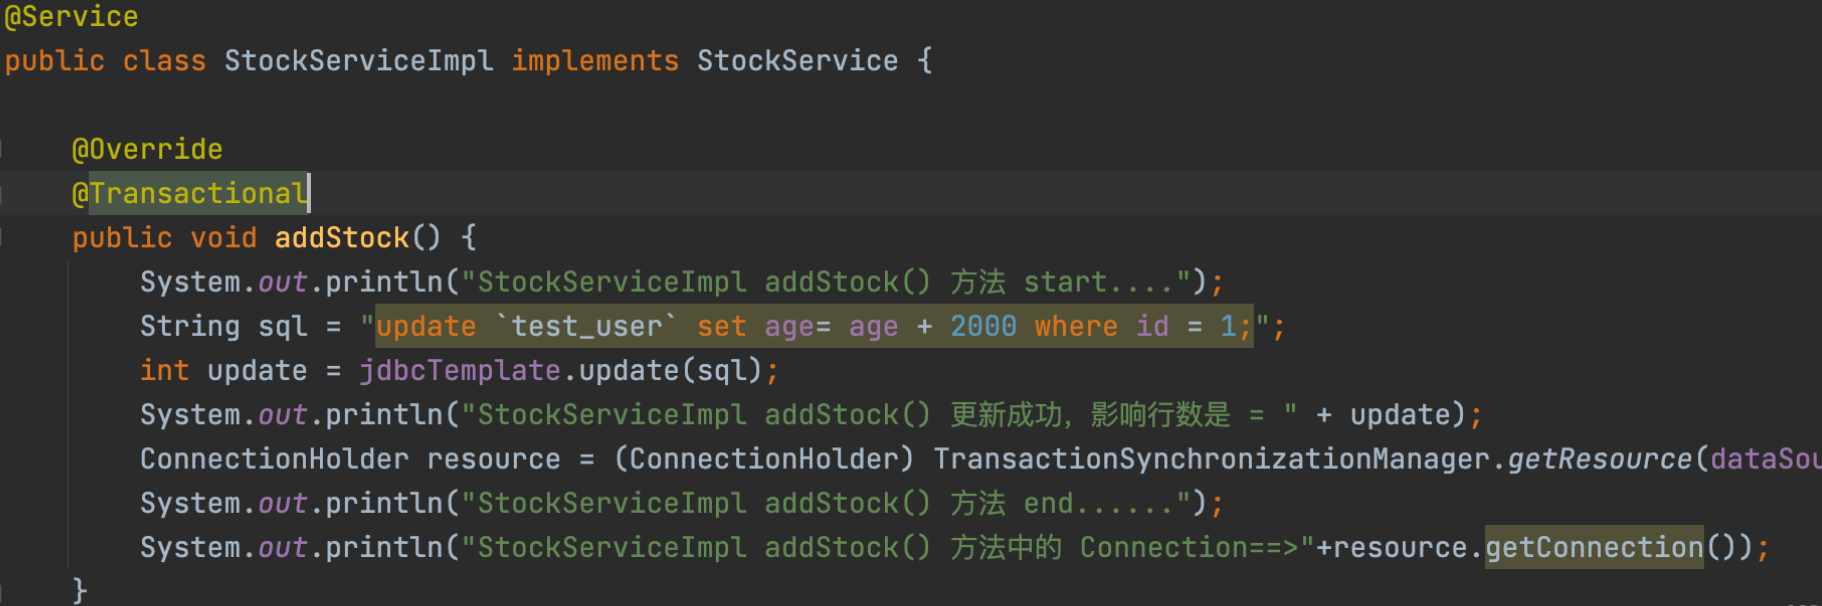 @Service
public class StockServiceImpl implements StockService {
@Override
@Transactional
public void addStock() {
System.out.println("StockServiceImpl addStock() 方法 start....");
String sql = "update `test_user` set age= age + 2000 where id = 1;";
int update = jdbcTemplate.update(sql);
System.out.println("StockServiceImpl addStock() 更新成功，影响行数是 = " + update);
ConnectionHolder resource = (ConnectionHolder) TransactionSynchronizationManager.getResource(dataSou
System.out.println("StockServiceImpl addStock() 方法 end......");
System.out.println("StockServiceImpl addStock() 方法中的 Connection==>"+resource.getConnection());
}